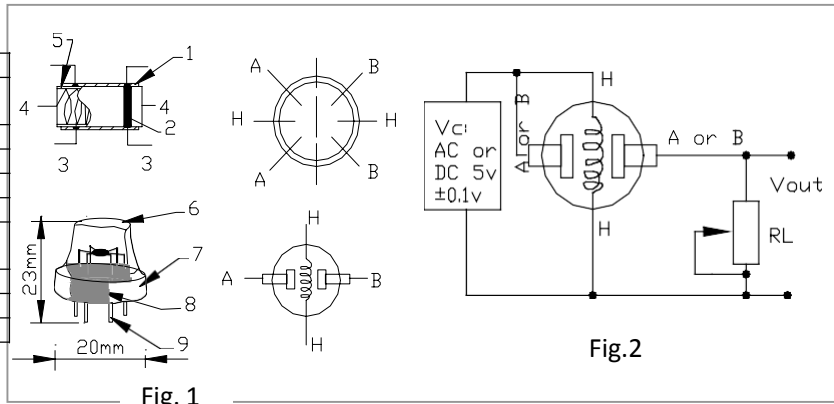 5
1
4
4
2
3
3
A
B
H
H
A
B
6
7
8
9
23mm
20mm
H
A
B
H
Fig. 1
Vc:
AC or
DC 5v
±0.1v
A or B
H
H
A or B
Vout
RL
Fig.2